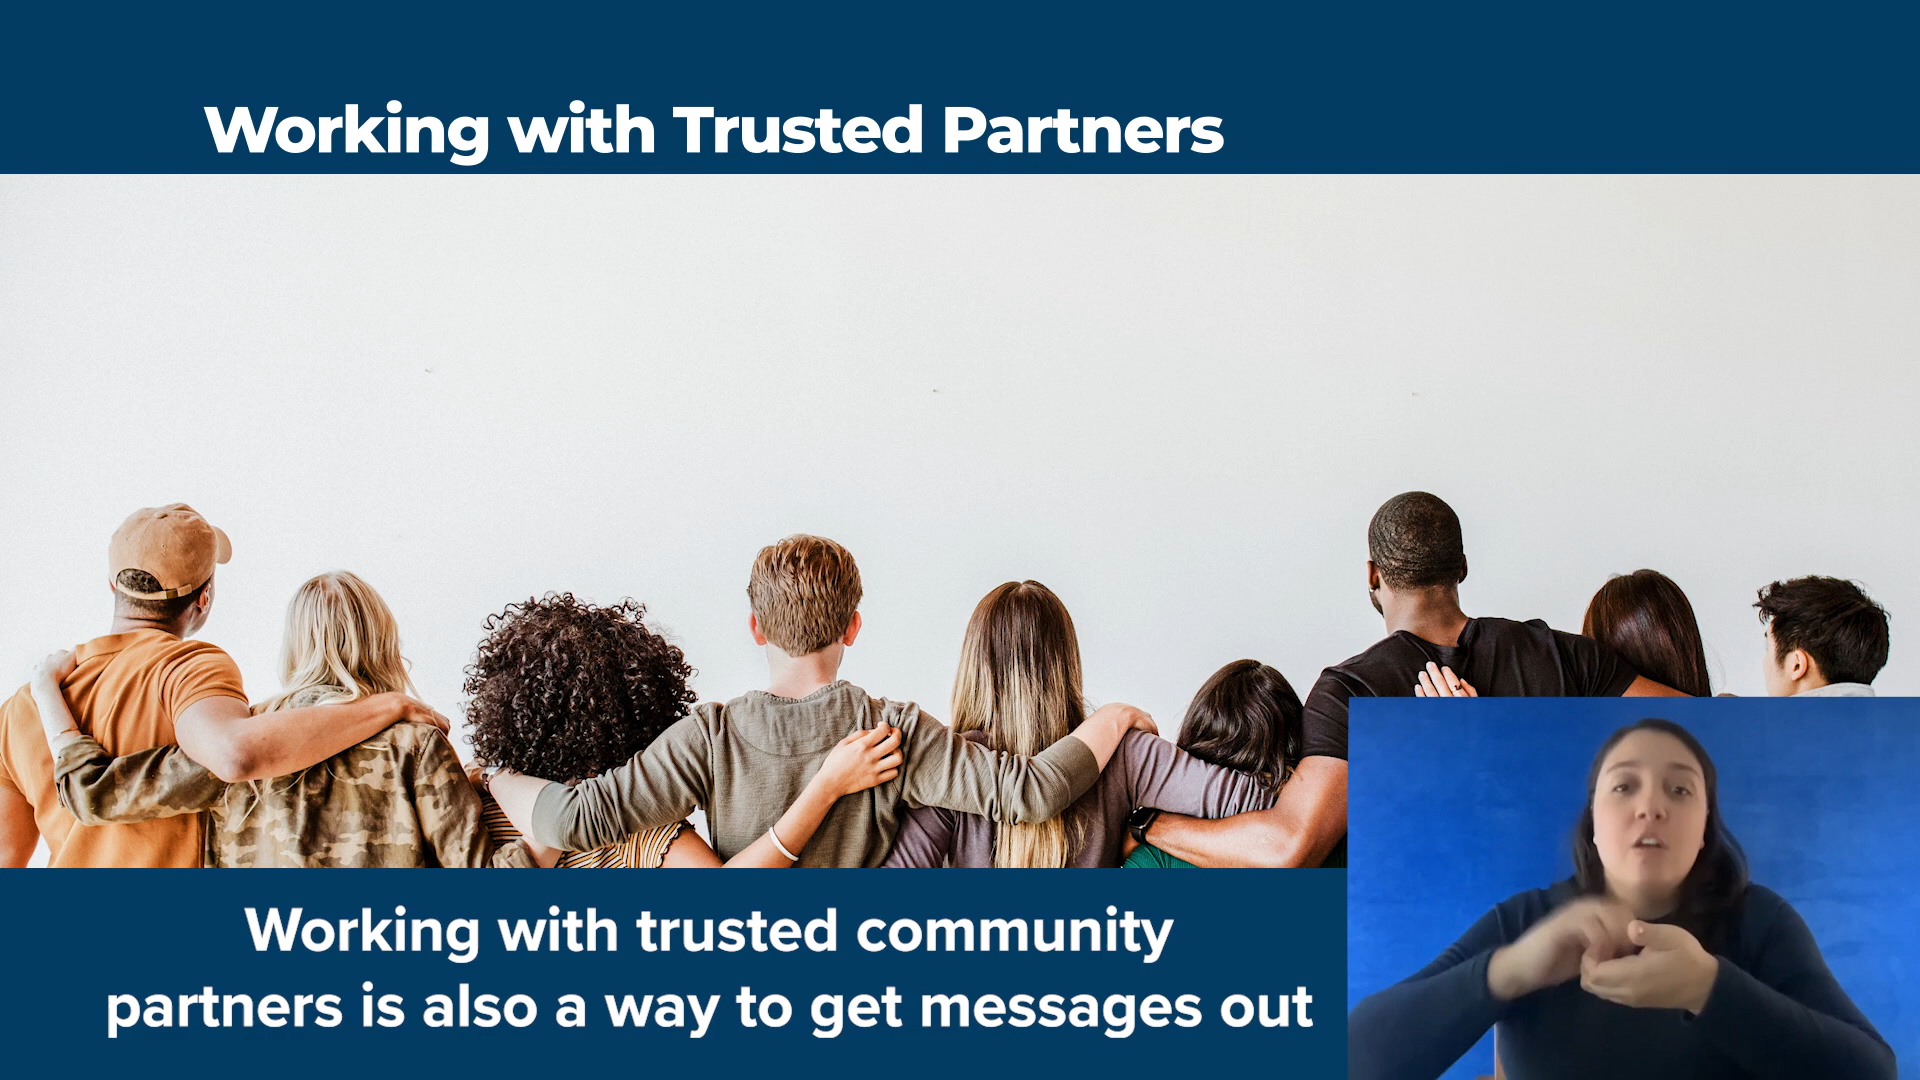 Working with Trusted Partners
Working with trusted community
partners is also a way to get messages out